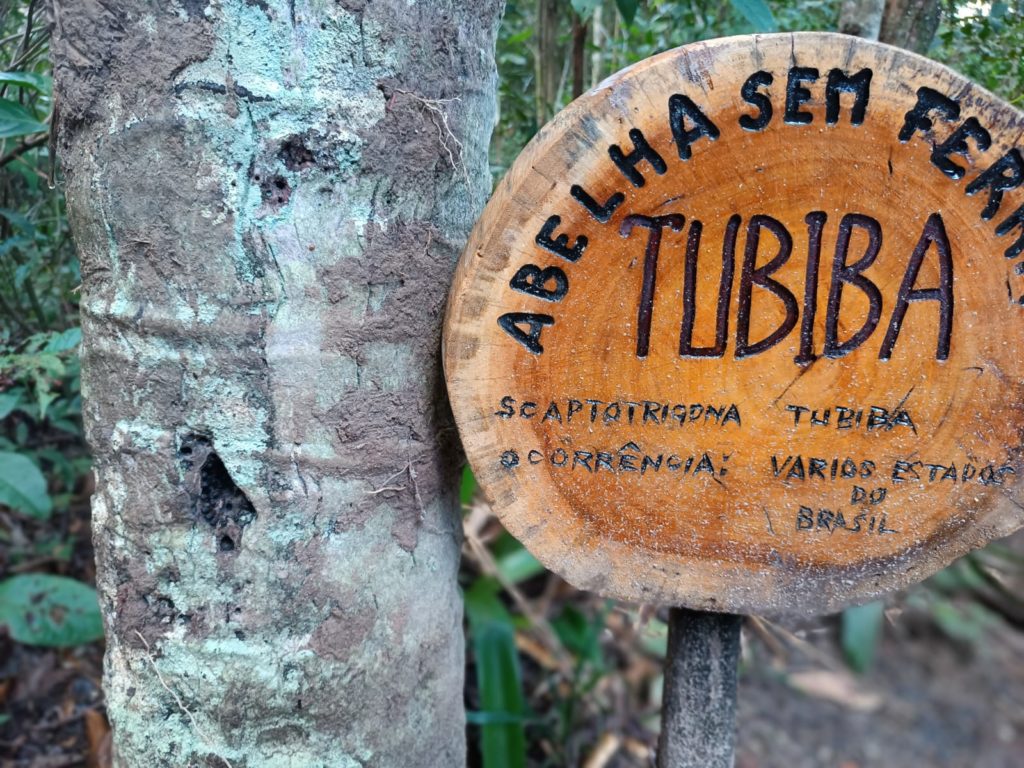 ABELHA SEM
TUBIBA
SCAPTOTRIGONA TUBIBA
OCORRÊNCIA: VARIOS ESTADOS
DO
BRASIL